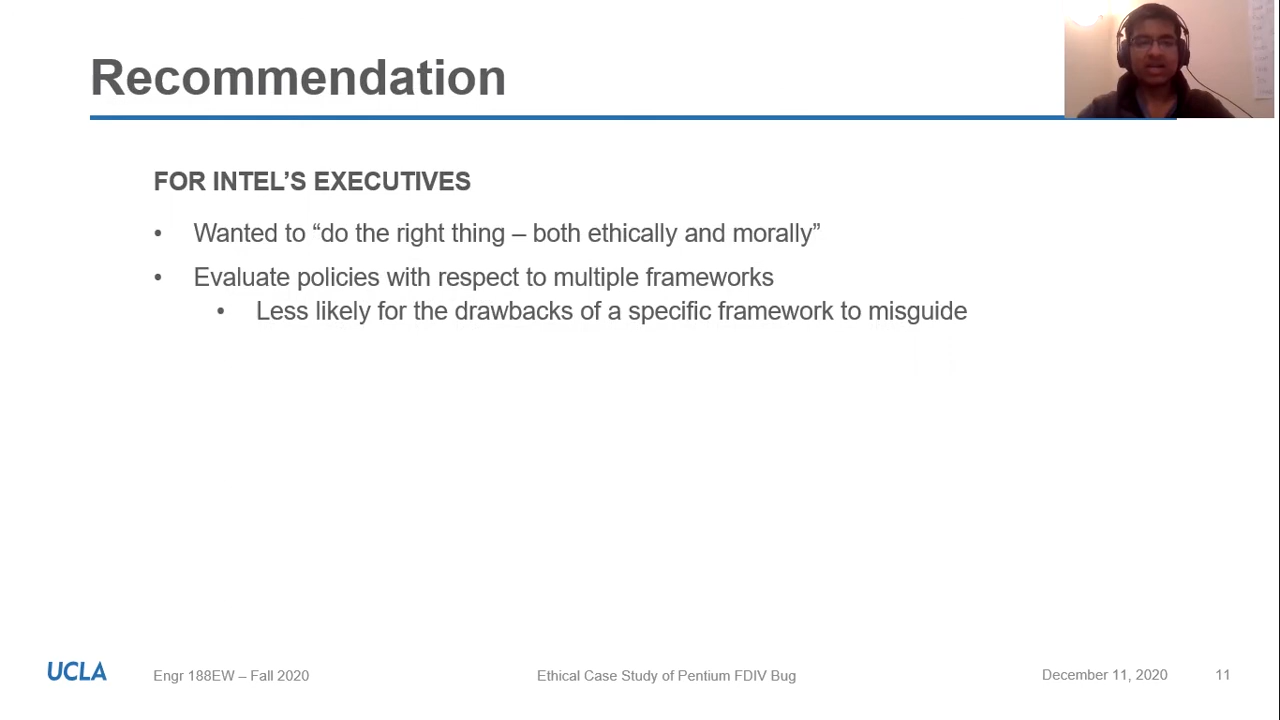 Recommendation
FOR INTEL’S EXECUTIVES
• Wanted to “do the right thing – both ethically and morally”
• Evaluate policies with respect to multiple frameworks
• Less likely for the drawbacks of a specific framework to misguide
UCLA
Engr 188EW – Fall 2020
Ethical Case Study of Pentium FDIV Bug
December 11, 2020
11